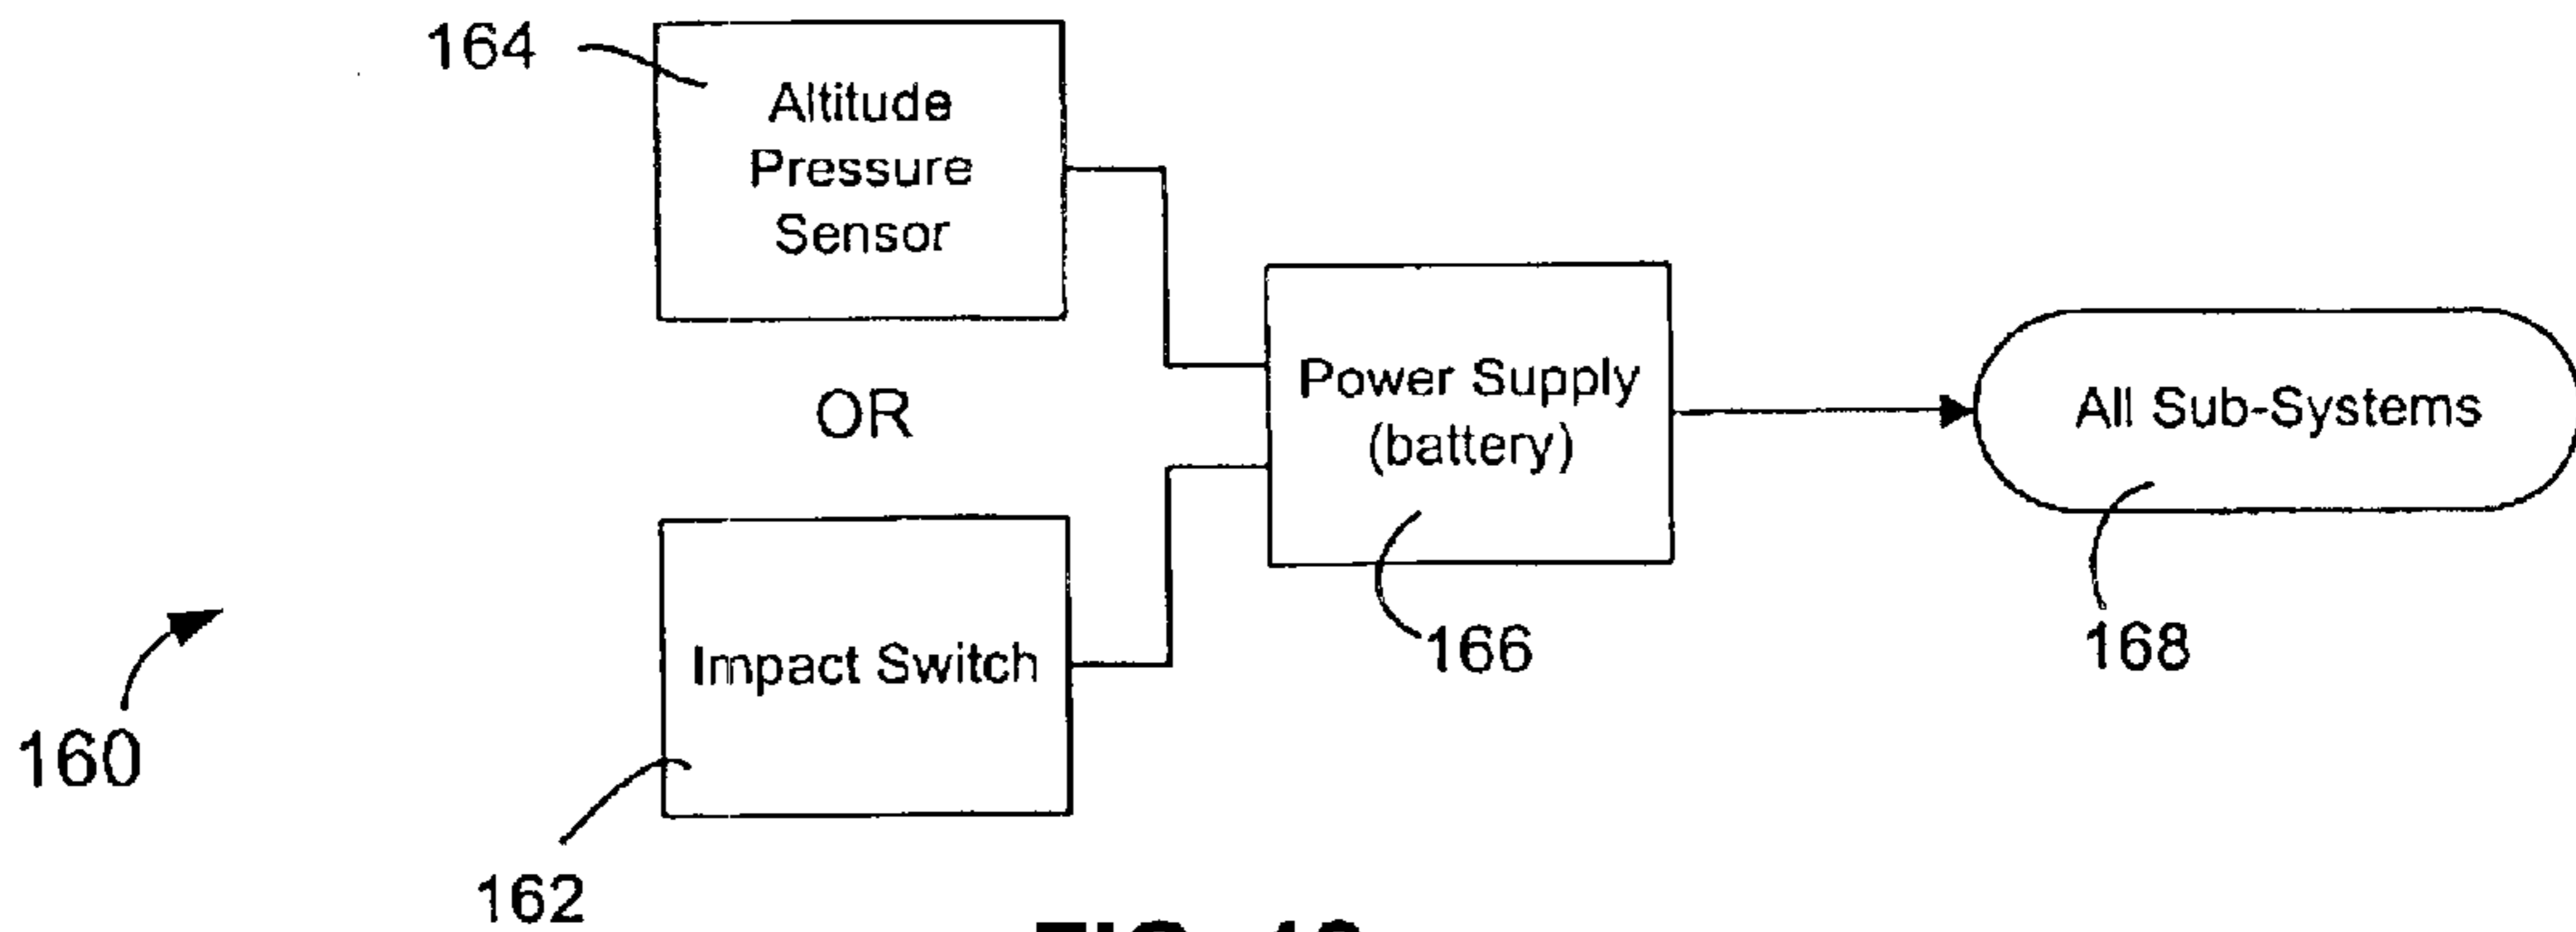 164
Altitude
Pressure
Sensor
OR
Power Supply
(battery)
All Sub-Systems
Impact Switch
166
168
160
162